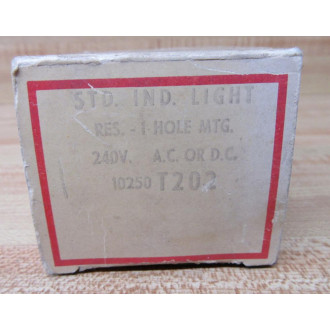 STD. IND. LIGHT
RES. - 1 HOLE MTG.
240V. A.C. OR D.C.
10250 T202